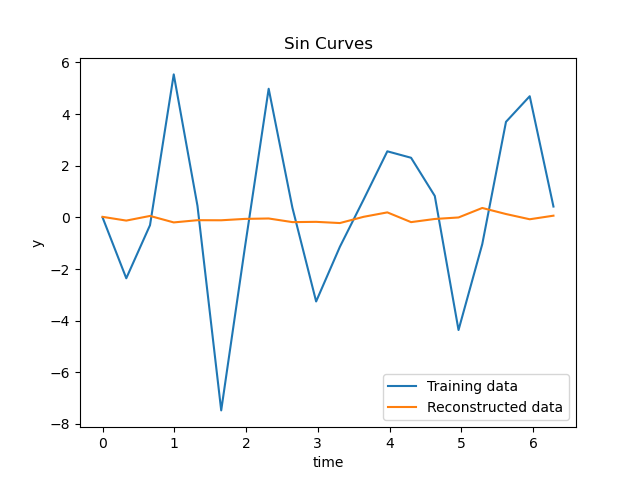 Sin Curves
6
4
2
0
−2
−4
−6
−8
y
0 1 2 3 4 5 6
time
Training data
Reconstructed data